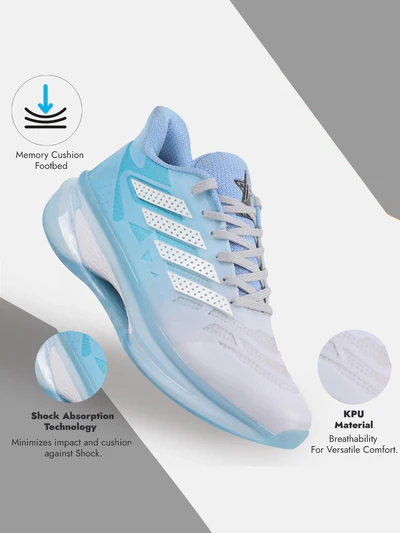 Memory Cushion
Footbed
Shock Absorption
Technology
Minimizes impact and cushion
against Shock.
KPU
Material
Breathability
For Versatile Comfort.